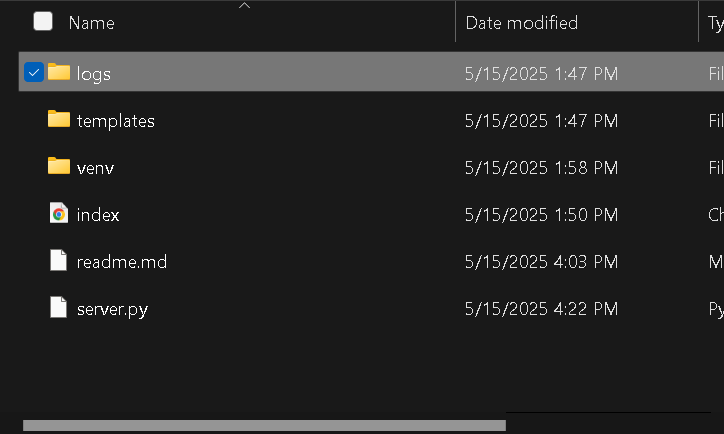 Name Date modified Ty
logs 5/15/2025 1:47 PM Fil
templates 5/15/2025 1:47 PM Fil
venv 5/15/2025 1:58 PM Fil
index 5/15/2025 1:50 PM Ch
readme.md 5/15/2025 4:03 PM M
server.py 5/15/2025 4:22 PM Py